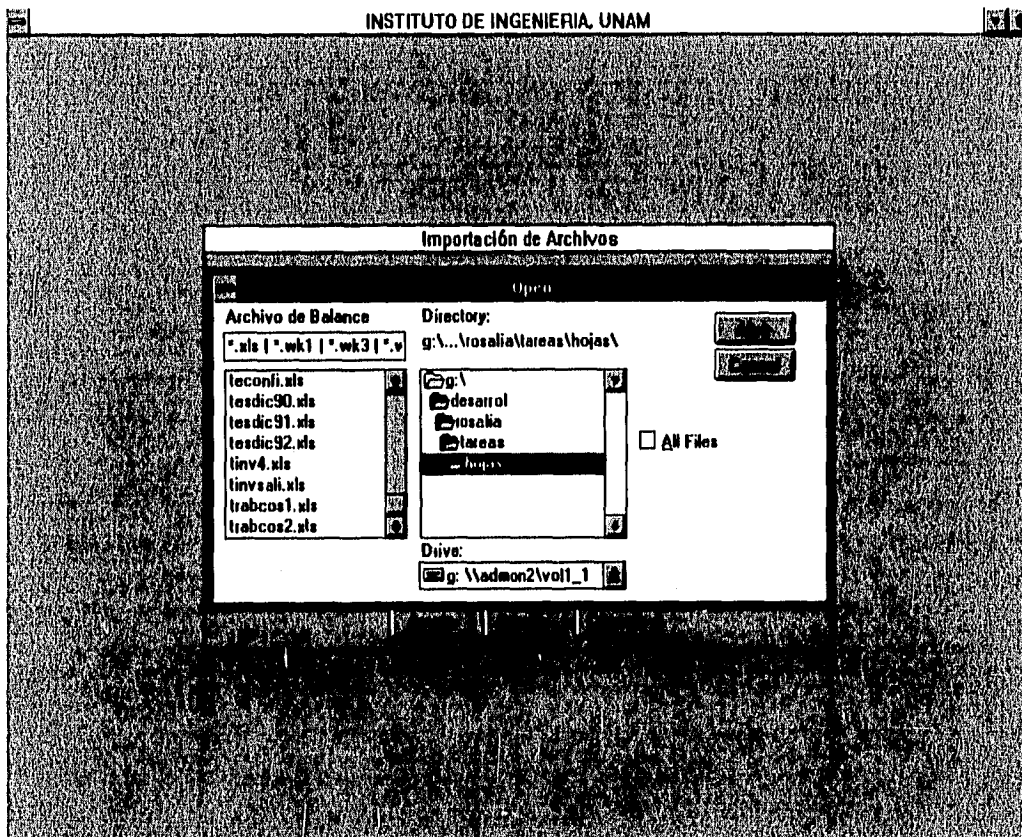 INSTITUTO DE INGENIERIA, UNAM
Importación de Archivos
Open
Archivo de Balance
*.xls | *.wk1 | *.wk3 | *.v
teconfi.xls
tesdic90.xls
tesdic91.xls
tesdic92.xls
tinv4.xls
tinvsali.xls
trabcos1.xls
trabcos2.xls
Directory:
g:\...\rosalia\tareas\hojas\
g:\
desarrol
rosalia
tareas
hojas
Drive:
g: \\admon2\vol1_1
Cancel
All Files